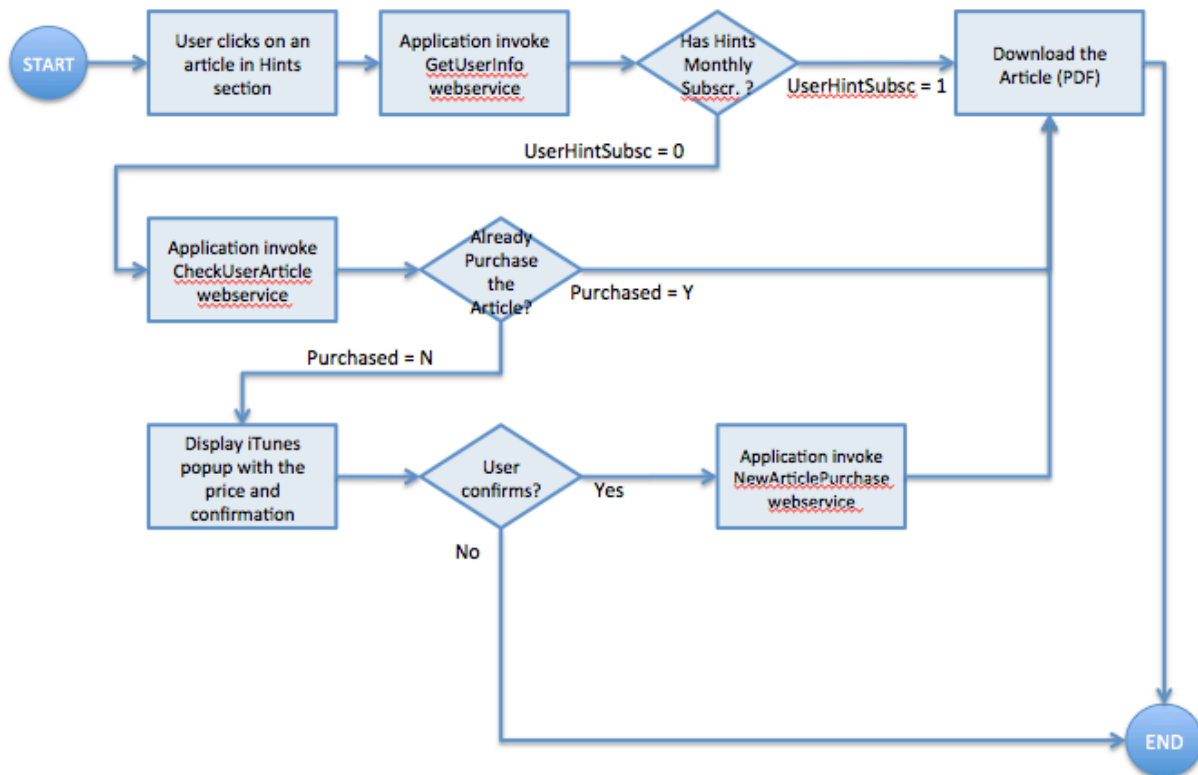 START
User clicks on an
article in Hints
section
Application invoke
GetUserInfo
webservice
Has Hints
Monthly
Subscr. ?
UserHintSubsc = 1
Download the
Article (PDF)
UserHintSubsc = 0
Application invoke
CheckUserArticle
webservice
Already
Purchase
the
Article?
Purchased = Y
Purchased = N
Display iTunes
popup with the
price and
confirmation
User
confirms?
Yes
Application invoke
NewArticlePurchase
webservice
No
END